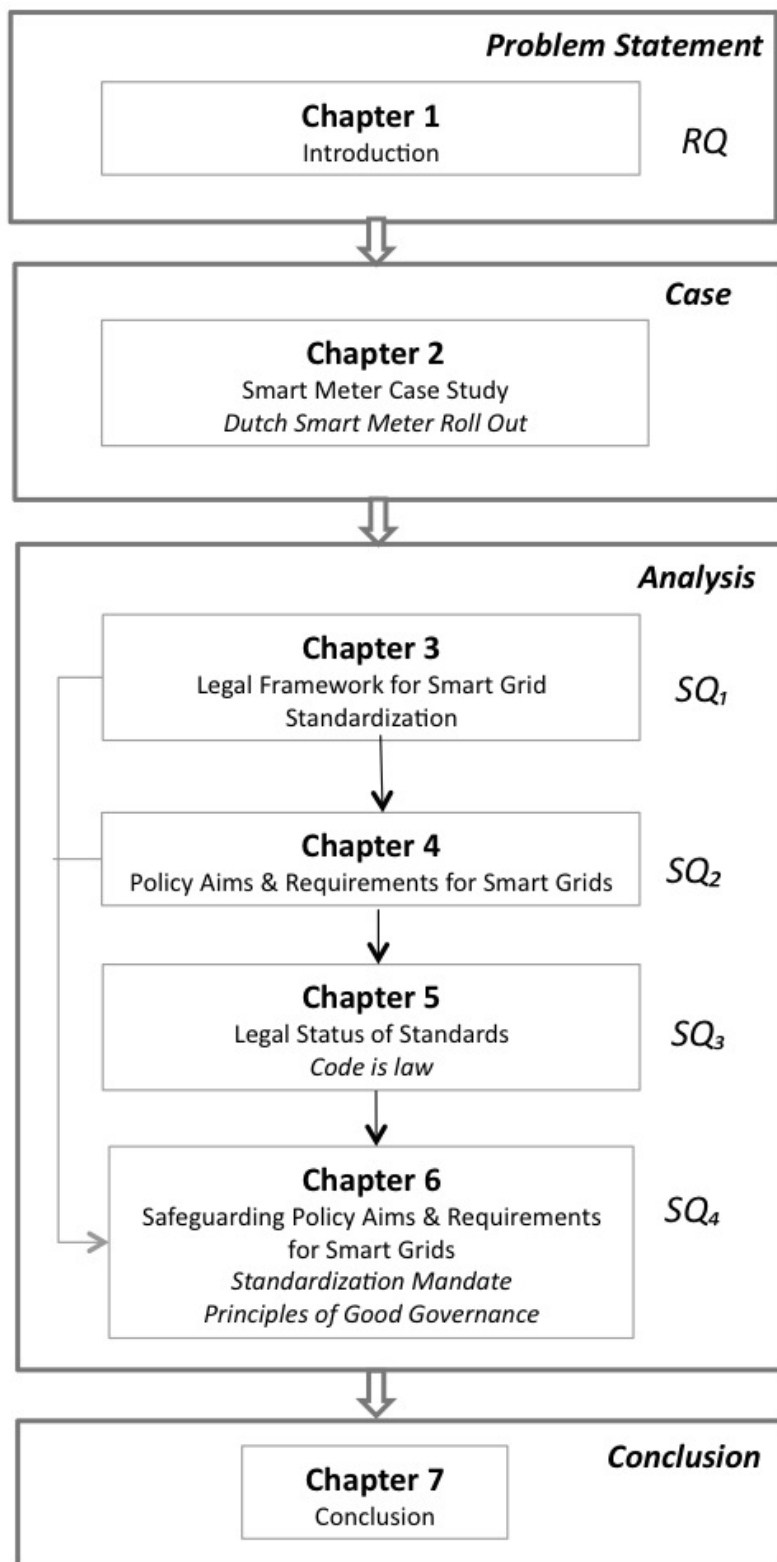 Problem Statement
Chapter 1
Introduction
RQ
Case
Chapter 2
Smart Meter Case Study
Dutch Smart Meter Roll Out
Analysis
Chapter 3
Legal Framework for Smart Grid
Standardization
SQ₁
Chapter 4
Policy Aims & Requirements for Smart Grids
SQ₂
Chapter 5
Legal Status of Standards
Code is law
SQ₃
Chapter 6
Safeguarding Policy Aims & Requirements
for Smart Grids
Standardization Mandate
Principles of Good Governance
SQ₄
Conclusion
Chapter 7
Conclusion